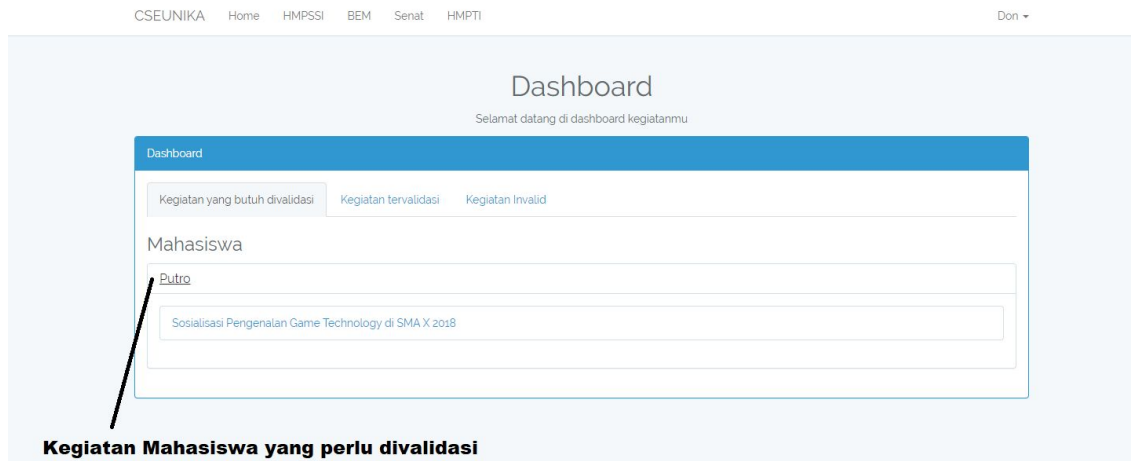 CSEUNIKA Home HMPSSI BEM Senat HMPTI Don
Dashboard
Selamat datang di dashboard kegiatanmu
Dashboard
Kegiatan yang butuh divalidasi Kegiatan tervalidasi Kegiatan Invalid
Mahasiswa
Putro
Sosialisasi Pengenalan Game Technology di SMA X 2018
Kegiatan Mahasiswa yang perlu divalidasi